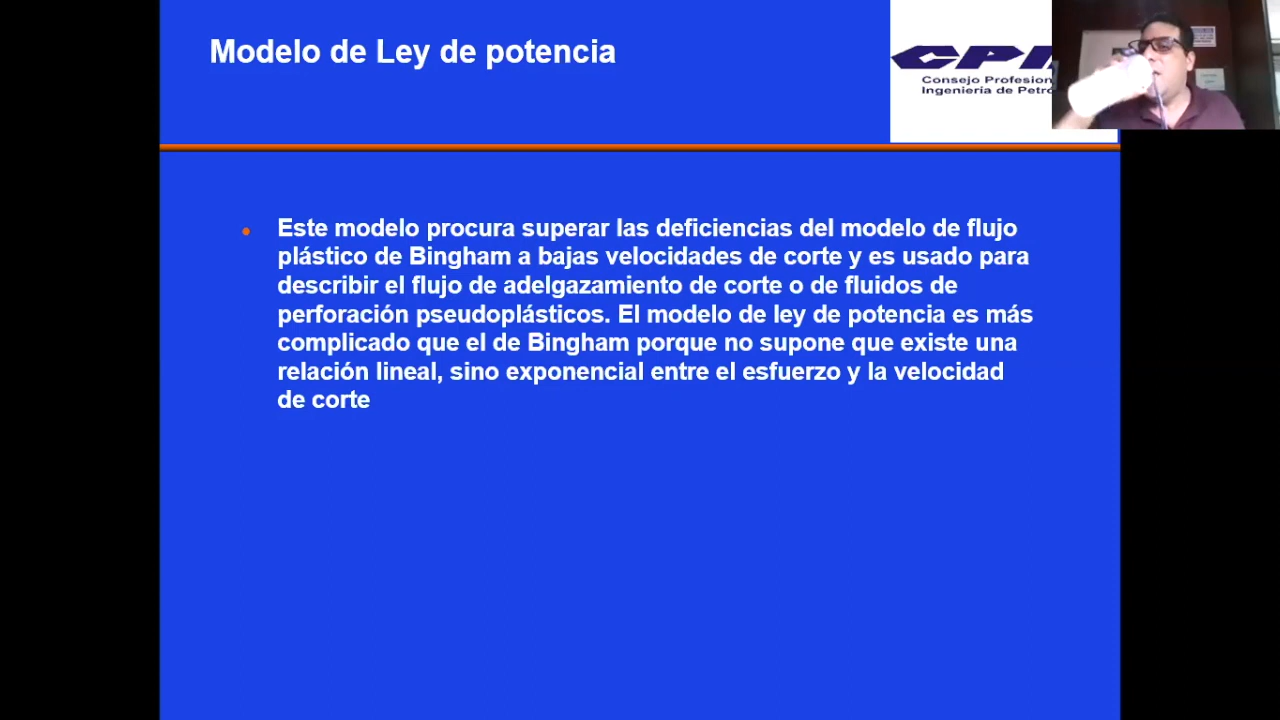 Modelo de Ley de potencia
CPI
Consejo Profesion
Ingeniería de Petró
Este modelo procura superar las deficiencias del modelo de flujo
plástico de Bingham a bajas velocidades de corte y es usado para
describir el flujo de adelgazamiento de corte o de fluidos de
perforación pseudoplásticos. El modelo de ley de potencia es más
complicado que el de Bingham porque no supone que existe una
relación lineal, sino exponencial entre el esfuerzo y la velocidad
de corte